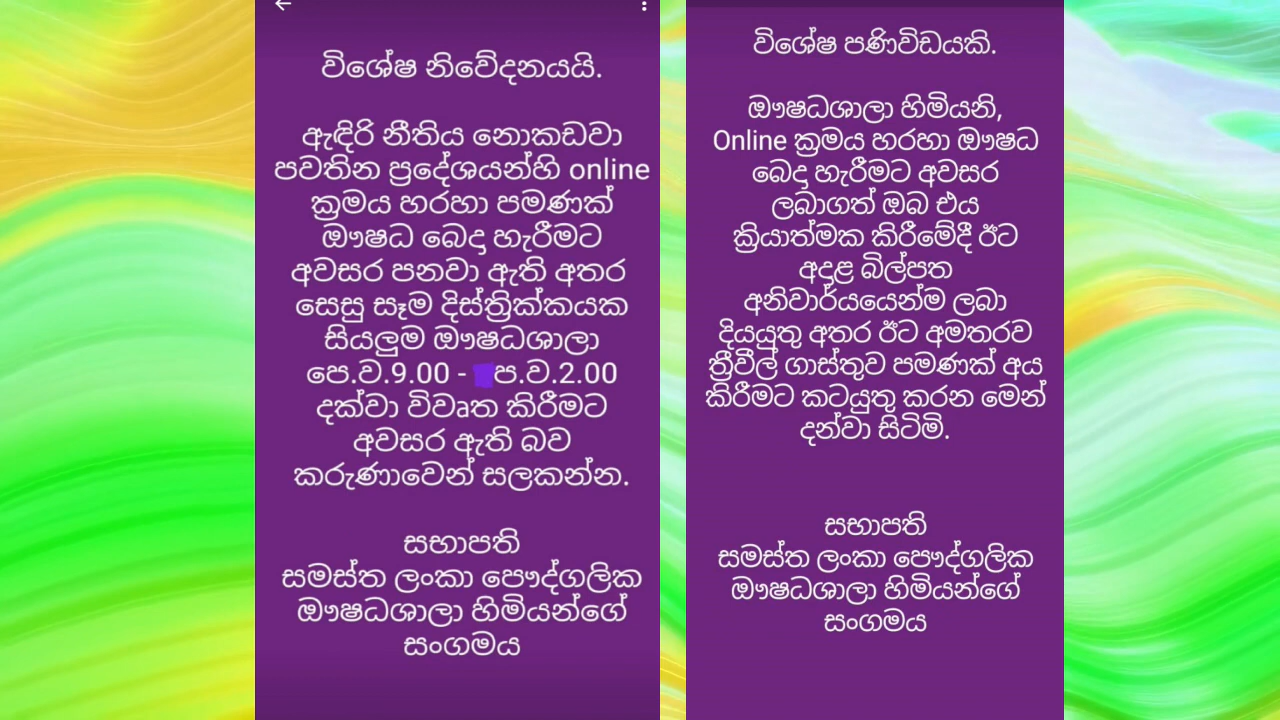 විශේෂ නිවේදනයයි.
ඇඳිරි නීතිය නොකඩවා
පවතින ප්‍රදේශයන්හි online
ක්‍රමය හරහා පමණක්
ඖෂධ බෙදා හැරීමට
අවසර පනවා ඇති අතර
සෙසු සෑම දිස්ත්‍රික්කයක
සියලුම ඖෂධශාලා
පෙ.ව.9.00 - ප.ව.2.00
දක්වා විවෘත කිරීමට
අවසර ඇති බව
කරුණාවෙන් සලකන්න.
සභාපති
සමස්ත ලංකා පෞද්ගලික
ඖෂධශාලා හිමියන්ගේ
සංගමය
විශේෂ පණිවිඩයකි.
ඖෂධශාලා හිමියනි,
Online ක්‍රමය හරහා ඖෂධ
බෙදා හැරීමට අවසර
ලබාගත් ඔබ එය
ක්‍රියාත්මක කිරීමේදී ඊට
අදාළ බිල්පත
අනිවාර්යයෙන්ම ලබා
දියයුතු අතර ඊට අමතරව
ත්‍රීවීල් ගාස්තුව පමණක් අය
කිරීමට කටයුතු කරන මෙන්
දන්වා සිටිමි.
සභාපති
සමස්ත ලංකා පෞද්ගලික
ඖෂධශාලා හිමියන්ගේ
සංගමය